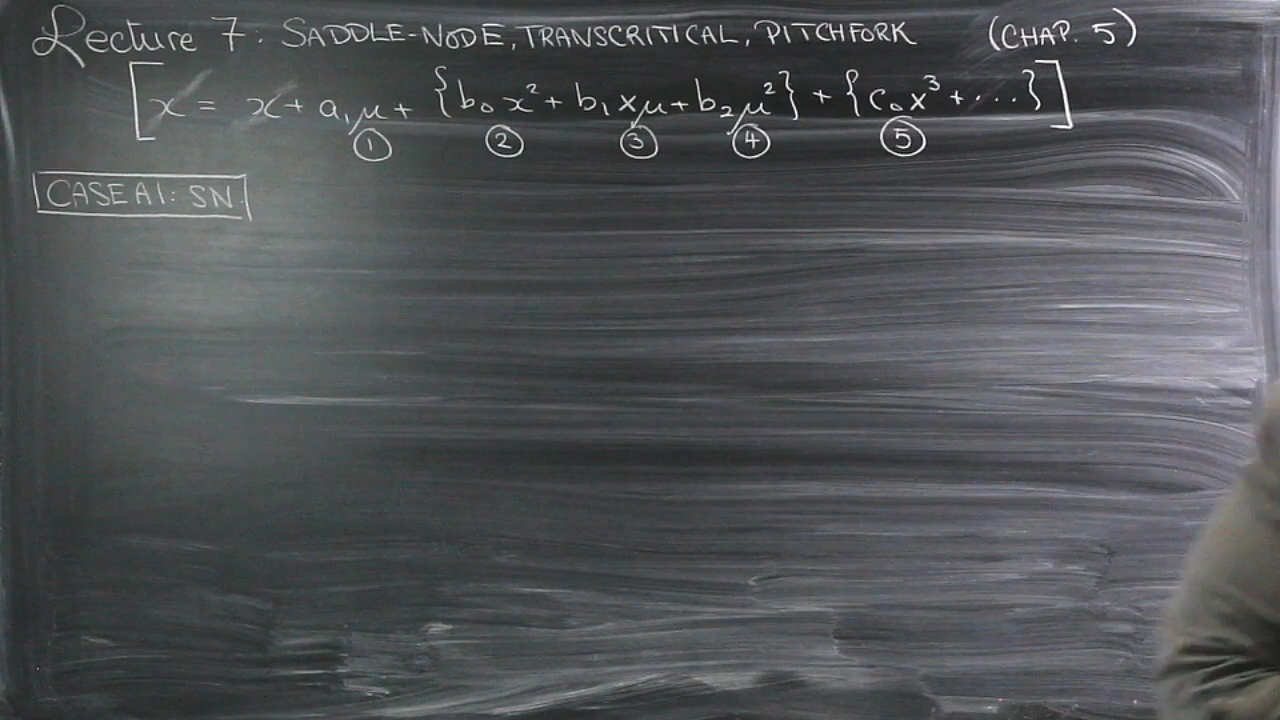 Lecture 7: SADDLE-NODE, TRANSCRITICAL, PITCHFORK (CHAP. 5)
[x = x + a₁μ + {b₀x² + b₁xμ + b₂μ²} + {c₀x³ + ...}]
① ② ③ ④ ⑤
CASE A1: SN.